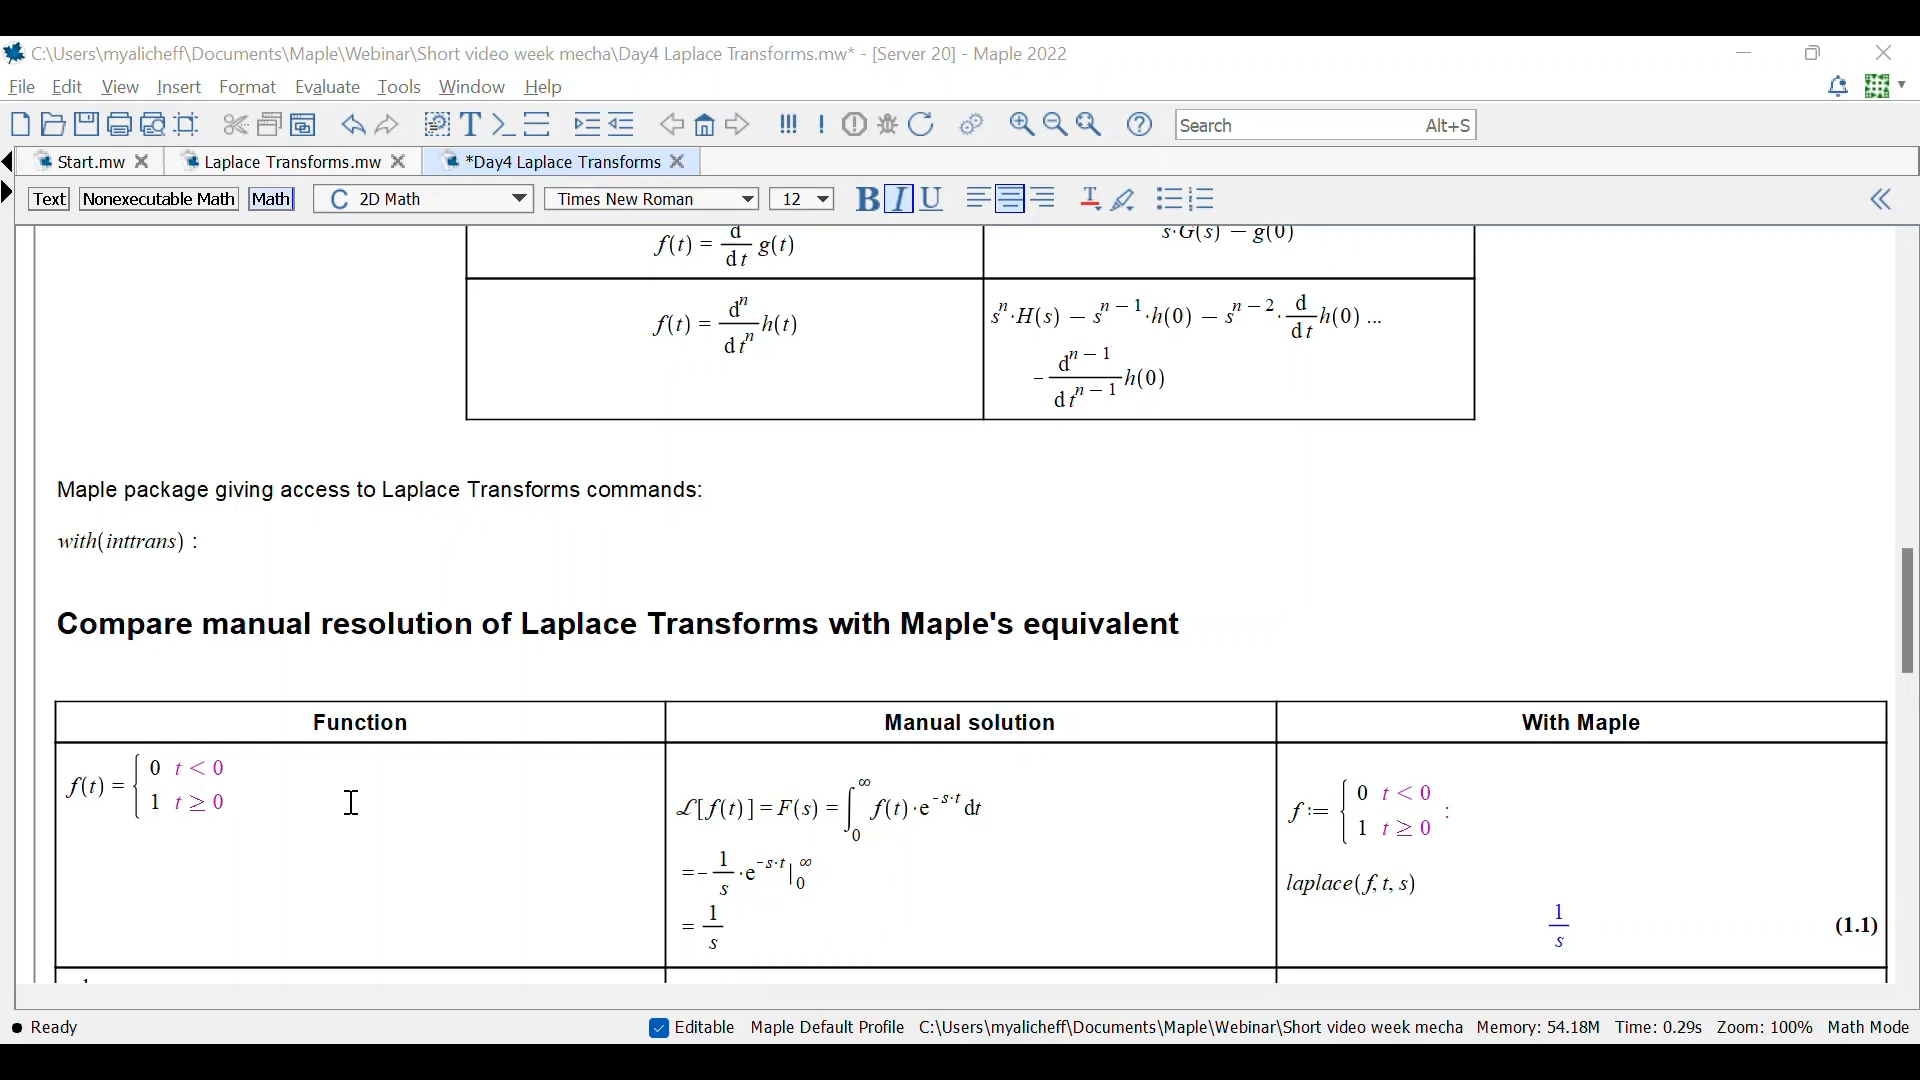 C:\Users\myalicheff\Documents\Maple\Webinar\Short video week mecha\Day4 Laplace Transforms.mw* - [Server 20] - Maple 2022
File Edit View Insert Format Evaluate Tools Window Help
Search Alt+S
Start.mw Laplace Transforms.mw *Day4 Laplace Transforms
Text Nonexecutable Math Math C 2D Math Times New Roman 12 B I U
f(t) = d/dt g(t) s·G(s) − g(0)
f(t) = d^n/dt^n h(t) s^n·H(s) − s^(n − 1)·h(0) − s^(n − 2)·d/dt h(0) ...
- d^(n − 1)/dt^(n − 1) h(0)
Maple package giving access to Laplace Transforms commands:
with(inttrans) :
Compare manual resolution of Laplace Transforms with Maple's equivalent
Function Manual solution With Maple
f(t) = { 0 t < 0
1 t ≥ 0
ℒ[f(t)] = F(s) = ∫_0^∞ f(t)·e^(-s·t) dt
= - 1/s ·e^(-s·t) |_0^∞
= 1/s
f := { 0 t < 0
1 t ≥ 0 :
laplace(f, t, s)
1/s (1.1)
Ready Editable Maple Default Profile C:\Users\myalicheff\Documents\Maple\Webinar\Short video week mecha Memory: 54.18M Time: 0.29s Zoom: 100% Math Mode